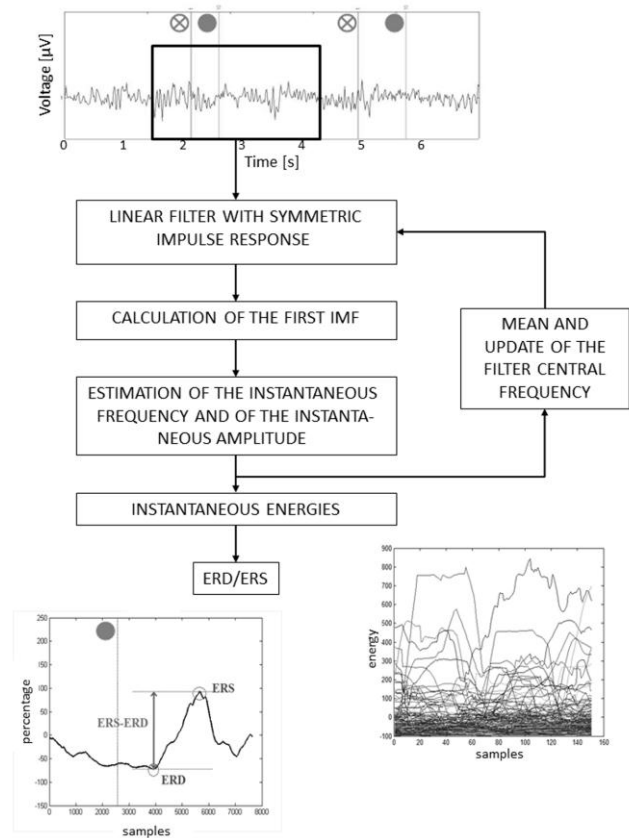 Voltage [µV]
0 1 2 3 4 5 6
Time [s]
LINEAR FILTER WITH SYMMETRIC
IMPULSE RESPONSE
CALCULATION OF THE FIRST IMF
MEAN AND
UPDATE OF THE
FILTER CENTRAL
FREQUENCY
ESTIMATION OF THE INSTANTANEOUS
FREQUENCY AND OF THE INSTANTA-
NEOUS AMPLITUDE
INSTANTANEOUS ENERGIES
ERD/ERS
250
200
150
100
50
0
-50
-100
-150
percentage
ERS
ERS-ERD
ERD
0 1000 2000 3000 4000 5000 6000 7000 8000
samples
900
800
700
600
500
400
300
200
100
0
-100
energy
0 20 40 60 80 100 120 140 160
samples